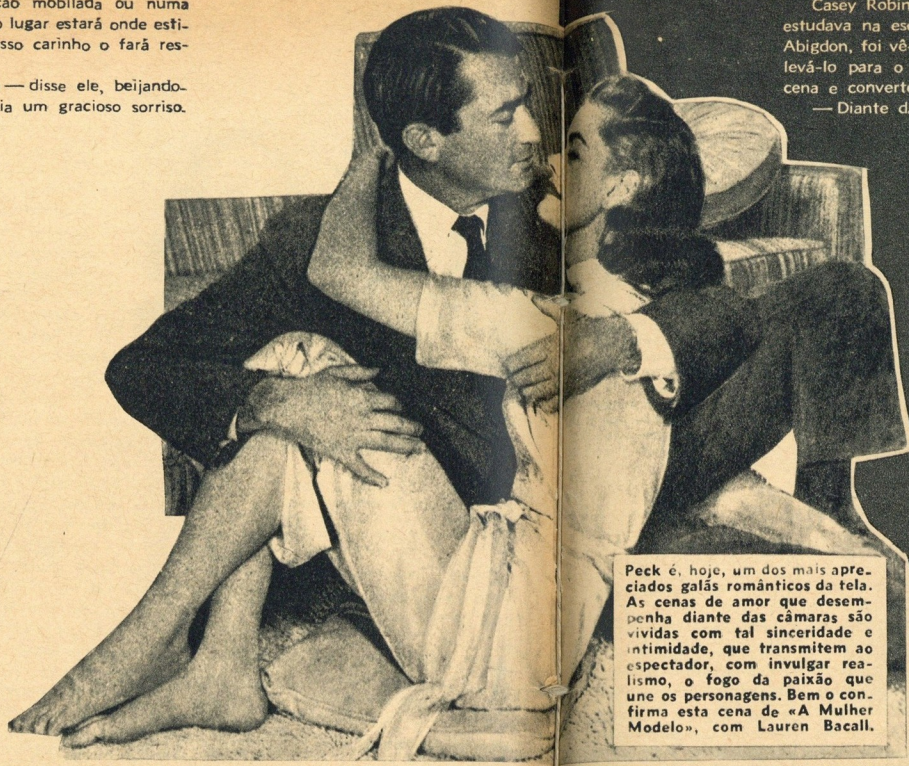 ção mobilada ou numa
o lugar estará onde esti-
sso carinho o fará res-
— disse ele, beijando-
ia um gracioso sorriso.
Casey Robin
estudava na es
Abigdon, foi vê-
levá-lo para o
cena e convert
— Diante d
Peck é, hoje, um dos mais apre-
ciados galãs românticos da tela.
As cenas de amor que desem-
penha diante das câmaras são
vividas com tal sinceridade e
intimidade, que transmitem ao
espectador, com invulgar rea-
lismo, o fogo da paixão que
une os personagens. Bem o con-
firma esta cena de «A Mulher
Modelo», com Lauren Bacall.